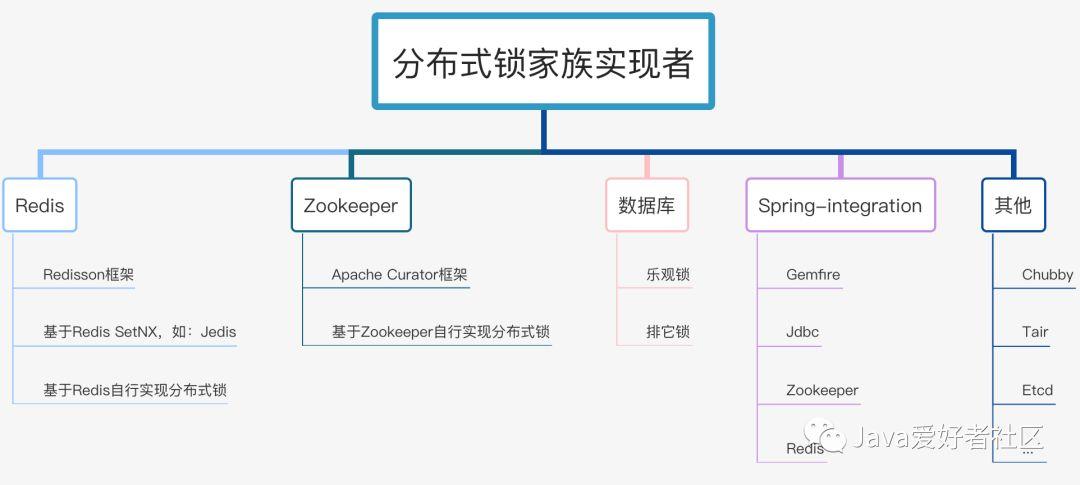 分布式锁家族实现者
Redis
Redisson框架
基于Redis SetNX，如：Jedis
基于Redis自行实现分布式锁
Zookeeper
Apache Curator框架
基于Zookeeper自行实现分布式锁
数据库
乐观锁
排它锁
Spring-integration
Gemfire
Jdbc
Zookeeper
Redis
其他
Chubby
Tair
Etcd
...
Java爱好者社区